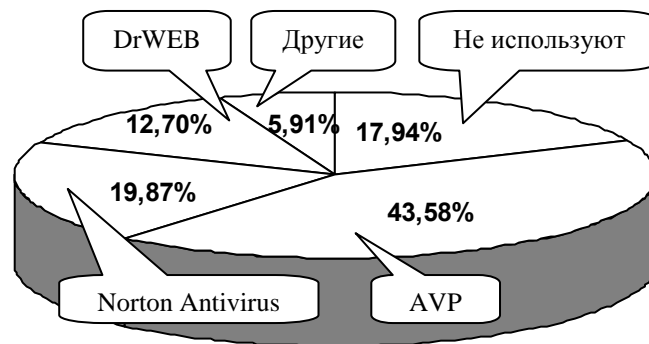 DrWEB
Другие
Не используют
12,70%
5,91%
17,94%
19,87%
43,58%
Norton Antivirus
AVP